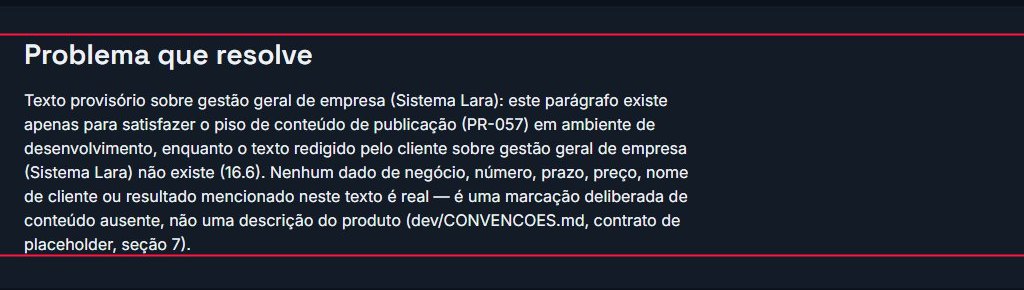 Problema que resolve
Texto provisório sobre gestão geral de empresa (Sistema Lara): este parágrafo existe
apenas para satisfazer o piso de conteúdo de publicação (PR-057) em ambiente de
desenvolvimento, enquanto o texto redigido pelo cliente sobre gestão geral de empresa
(Sistema Lara) não existe (16.6). Nenhum dado de negócio, número, prazo, preço, nome
de cliente ou resultado mencionado neste texto é real — é uma marcação deliberada de
conteúdo ausente, não uma descrição do produto (dev/CONVENCOES.md, contrato de
placeholder, seção 7).